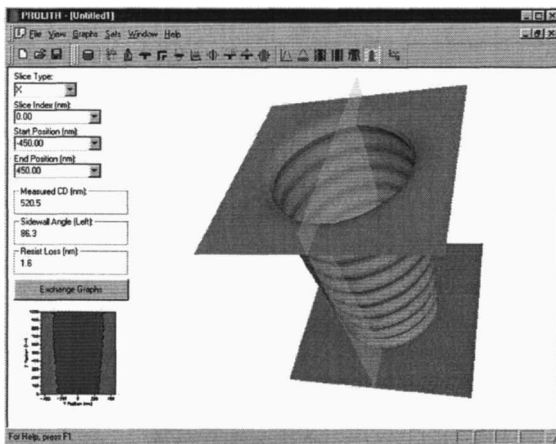 PROLITH - [Untitled1]
File View Graphs Sets Window Help
Slice Type:
X
Slice Index (nm):
0.00
Start Position (nm):
-450.00
End Position (nm):
450.00
Measured CD (nm):
520.5
Sidewall Angle (Left):
86.3
Resist Loss (nm):
1.6
Exchange Graphs
For Help, press F1